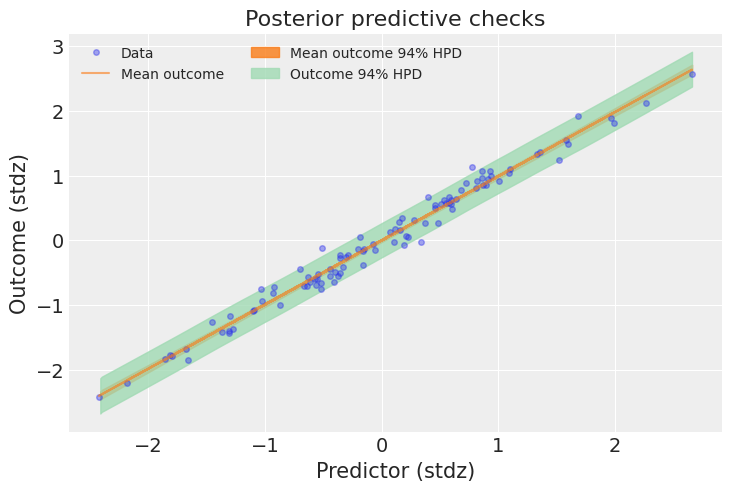 Posterior predictive checks
Data
Mean outcome
Mean outcome 94% HPD
Outcome 94% HPD
3
2
1
0
−1
−2
Outcome (stdz)
−2
−1
0
1
2
Predictor (stdz)